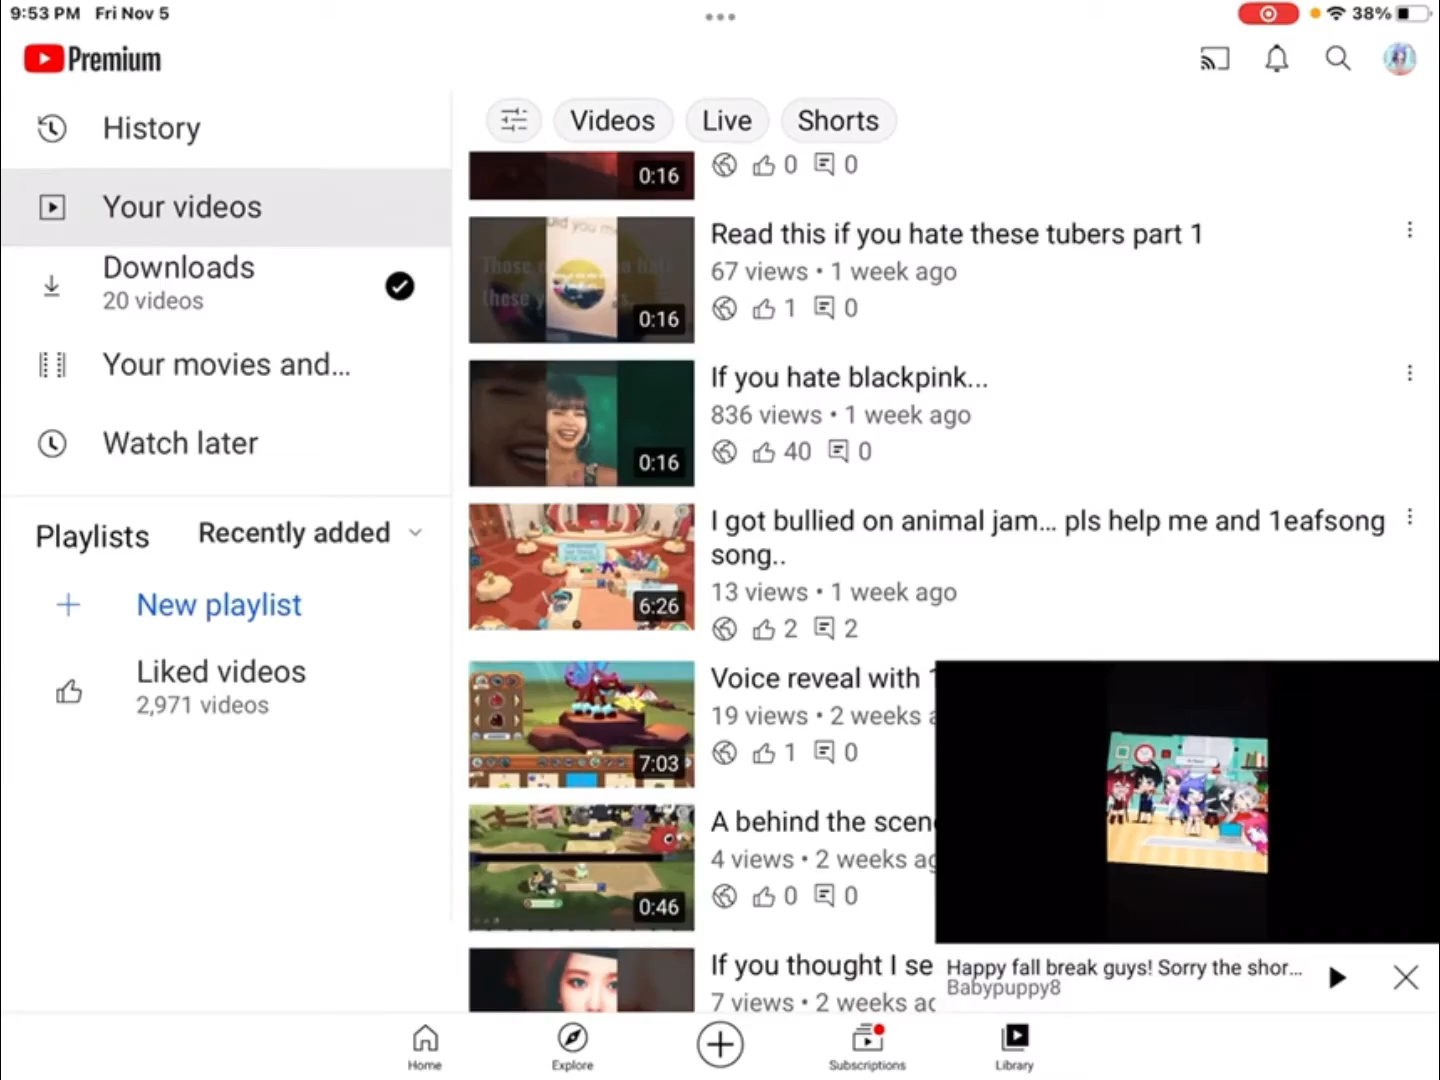 9:53 PM Fri Nov 5
38%
Premium
History
Your videos
Downloads
20 videos
Your movies and...
Watch later
Playlists
Recently added
New playlist
Liked videos
2,971 videos
Videos
Live
Shorts
0:16
0 0
Did you
0:16
Read this if you hate these tubers part 1
67 views • 1 week ago
1 0
0:16
If you hate blackpink...
836 views • 1 week ago
40 0
6:26
I got bullied on animal jam... pls help me and 1eafsong
song..
13 views • 1 week ago
2 2
7:03
Voice reveal with
19 views • 2 weeks
1 0
0:46
A behind the scen
4 views • 2 weeks ag
0 0
If you thought I se
7 views • 2 weeks ac
Happy fall break guys! Sorry the shor...
Babypuppy8
Home
Explore
Subscriptions
Library